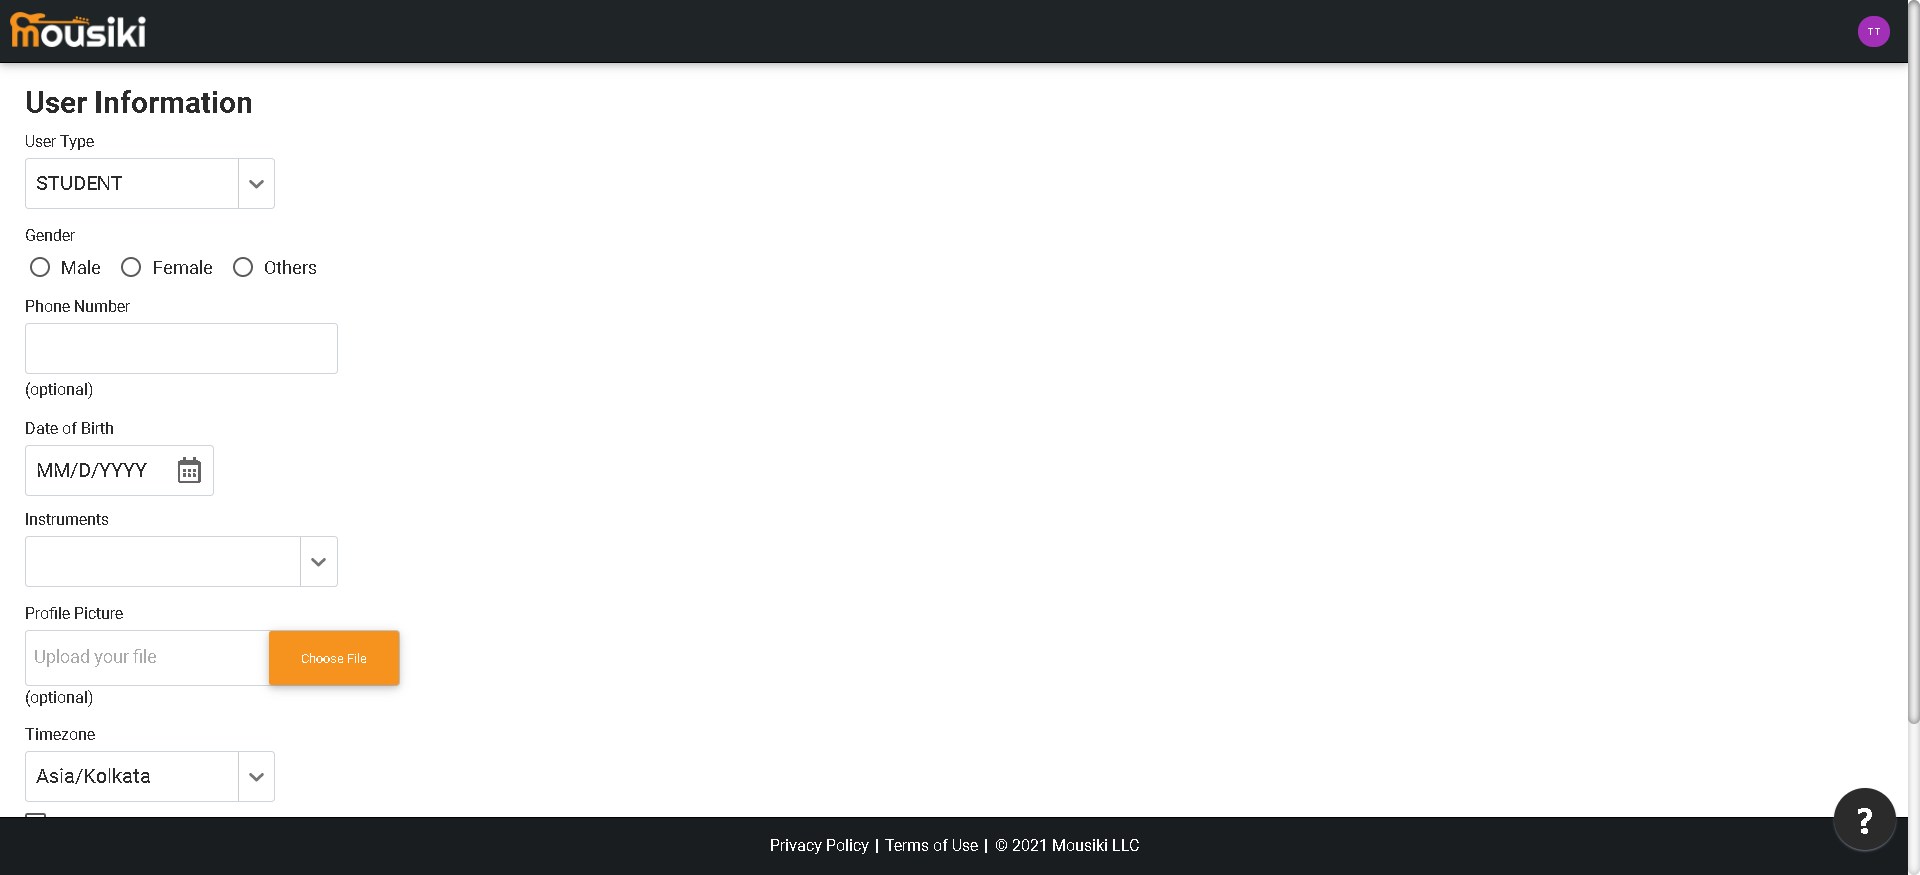 mousiki
TT
User Information
User Type
STUDENT
Gender
Male Female Others
Phone Number
(optional)
Date of Birth
MM/D/YYYY
Instruments
Profile Picture
Upload your file Choose File
(optional)
Timezone
Asia/Kolkata
?
Privacy Policy | Terms of Use | © 2021 Mousiki LLC